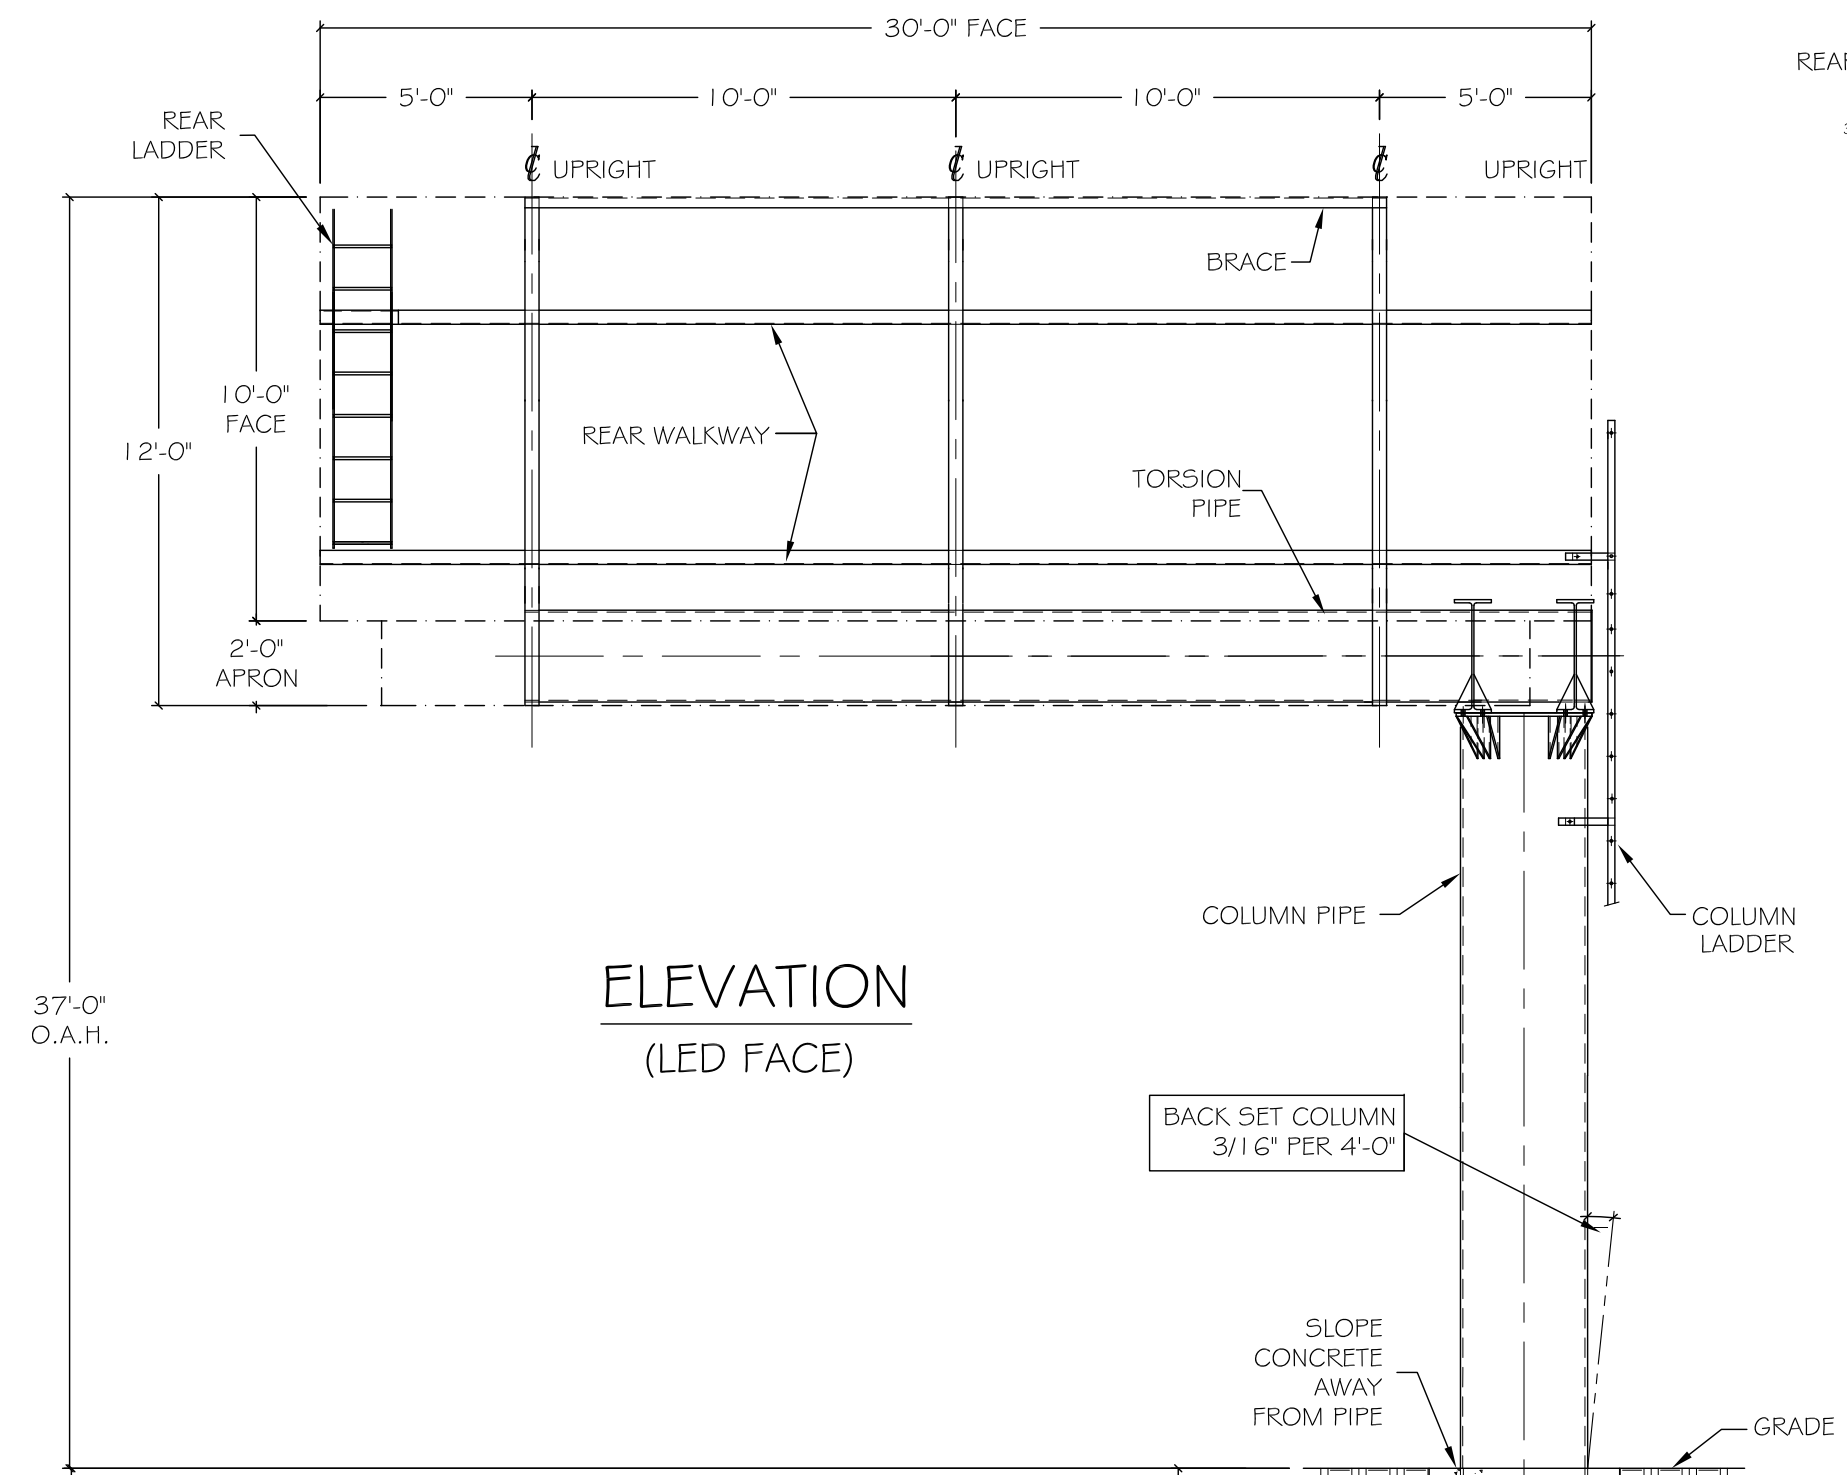 30'-0" FACE
REAR
5'-0"
10'-0"
10'-0"
5'-0"
REAR
LADDER
℄ UPRIGHT
℄ UPRIGHT
℄ UPRIGHT
BRACE
10'-0"
FACE
12'-0"
REAR WALKWAY
TORSION
PIPE
2'-0"
APRON
COLUMN PIPE
COLUMN
LADDER
ELEVATION
(LED FACE)
37'-0"
O.A.H.
BACK SET COLUMN
3/16" PER 4'-0"
SLOPE
CONCRETE
AWAY
FROM PIPE
GRADE